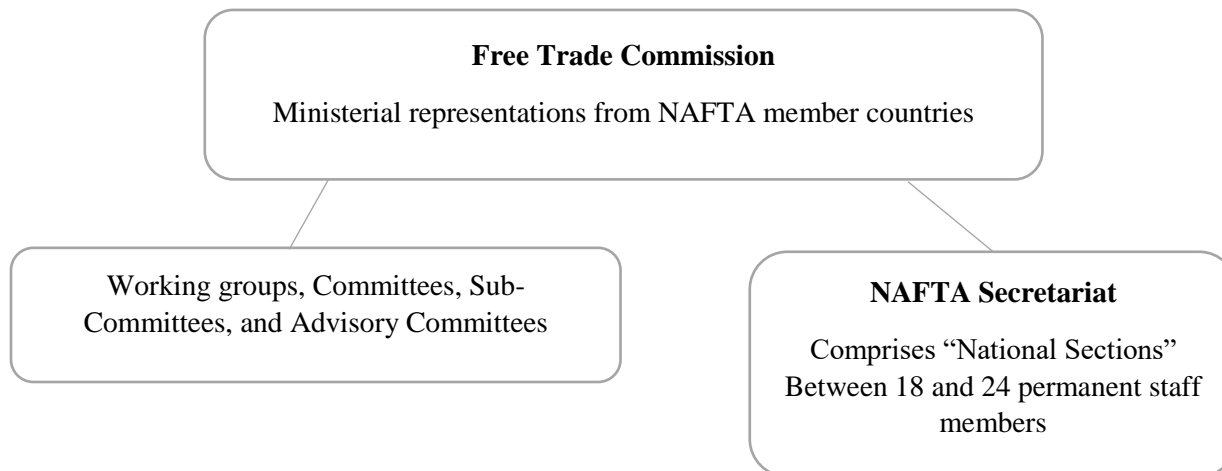 Free Trade Commission
Ministerial representations from NAFTA member countries
Working groups, Committees, Sub-
Committees, and Advisory Committees
NAFTA Secretariat
Comprises “National Sections”
Between 18 and 24 permanent staff
members